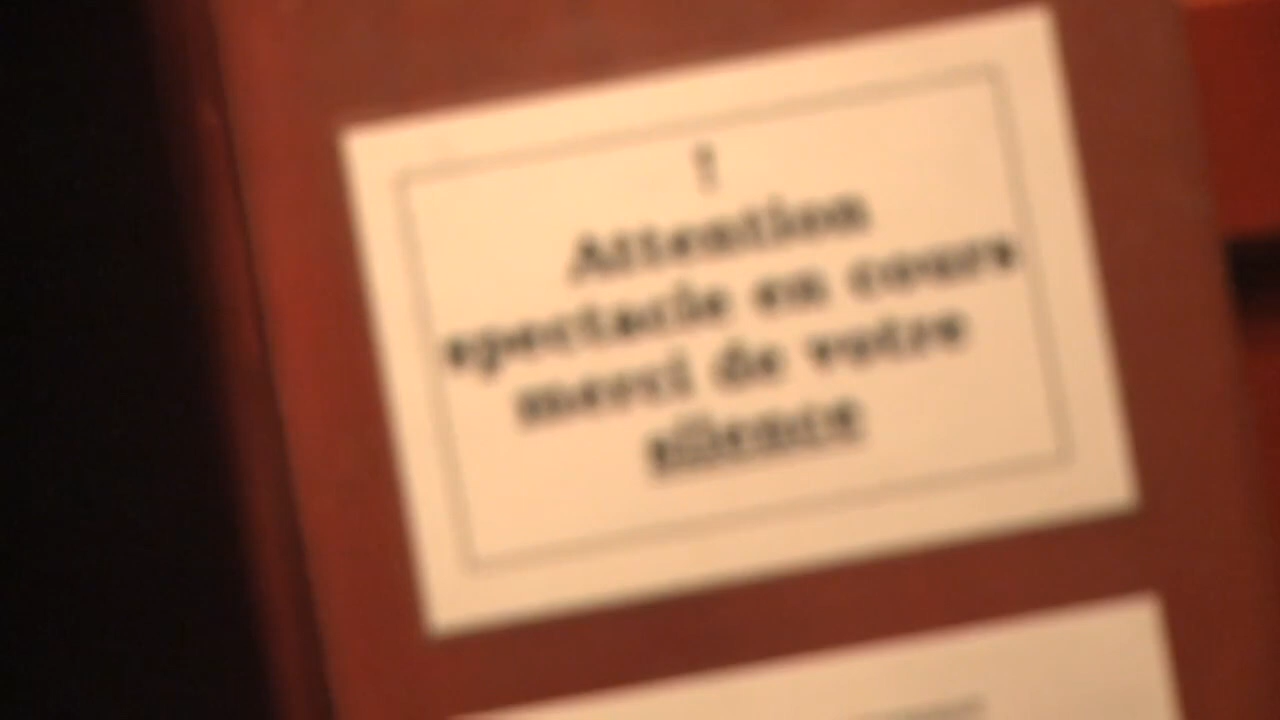 !
Attention
spectacle en cours
merci de votre
silence